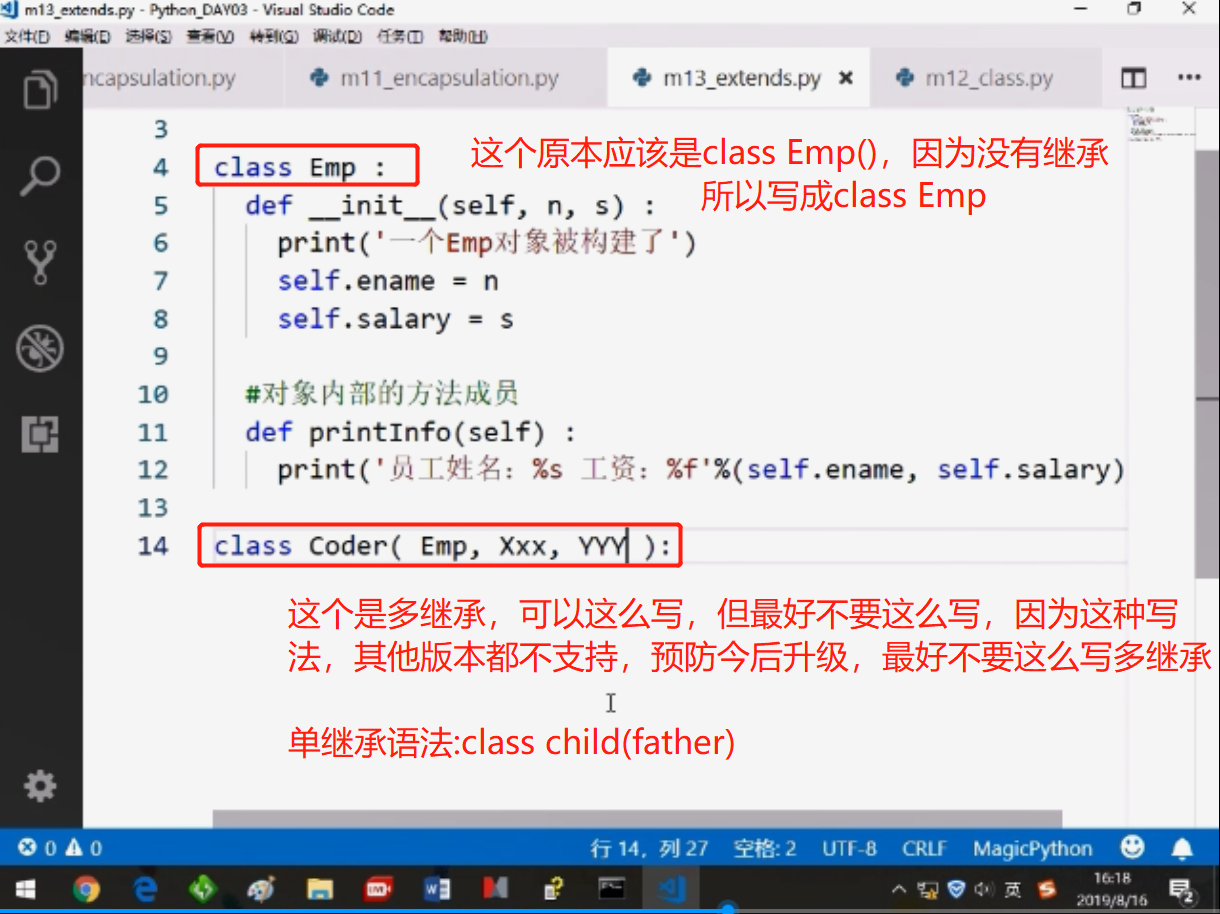 m13_extends.py - Python_DAY03 - Visual Studio Code
文件(F) 编辑(E) 选择(S) 查看(V) 转到(G) 调试(D) 任务(T) 帮助(H)
ncapsulation.py m11_encapsulation.py m13_extends.py m12_class.py
3
4 class Emp :
这个原本应该是class Emp(),因为没有继承
所以写成class Emp
5 def __init__(self, n, s) :
6 print('一个Emp对象被构建了')
7 self.ename = n
8 self.salary = s
9
10 #对象内部的方法成员
11 def printInfo(self) :
12 print('员工姓名: %s 工资: %f'%(self.ename, self.salary)
13
14 class Coder( Emp, Xxx, YYY ):
这个是多继承,可以这么写,但最好不要这么写,因为这种写
法,其他版本都不支持,预防今后升级,最好不要这么写多继承
单继承语法:class child(father)
0 0 行 14,列 27 空格: 2 UTF-8 CRLF MagicPython
英 16:18
2019/8/16 2